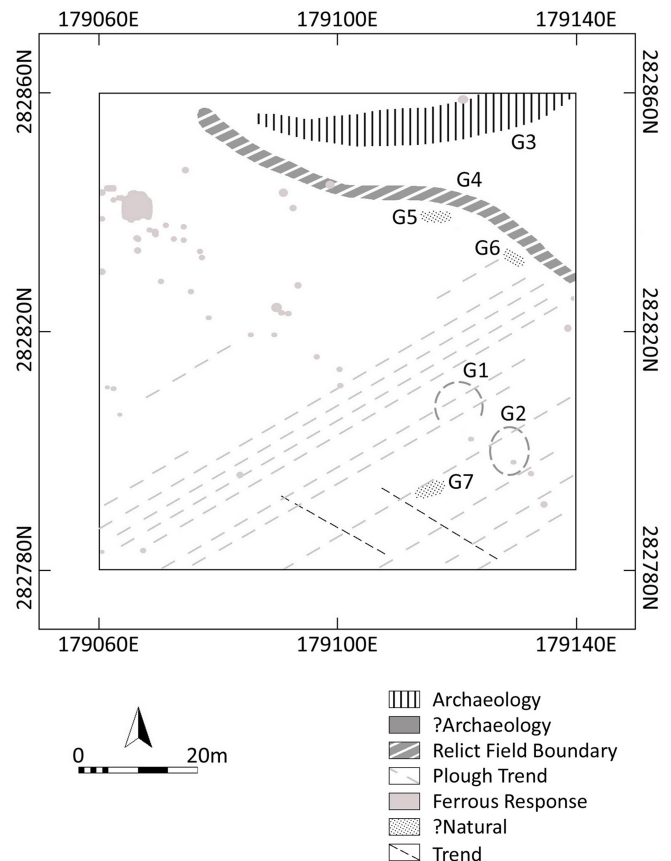 179060E 179100E 179140E
282860N 282860N
G3
G4
G5
G6
282820N 282820N
G1
G2
G7
282780N 282780N
179060E 179100E 179140E
Archaeology
?Archaeology
0 20m Relict Field Boundary
Plough Trend
Ferrous Response
?Natural
Trend